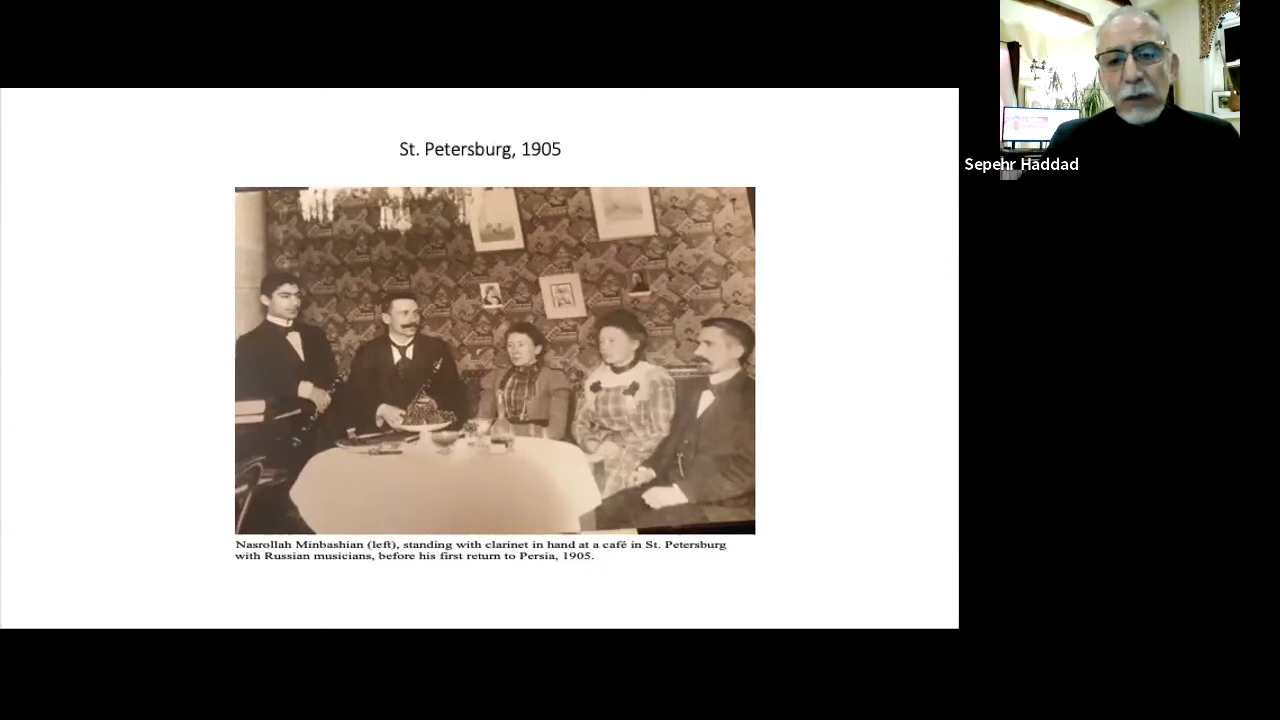 St. Petersburg, 1905
Sepehr Haddad
Nasrollah Minbashian (left), standing with clarinet in hand at a café in St. Petersburg
with Russian musicians, before his first return to Persia, 1905.